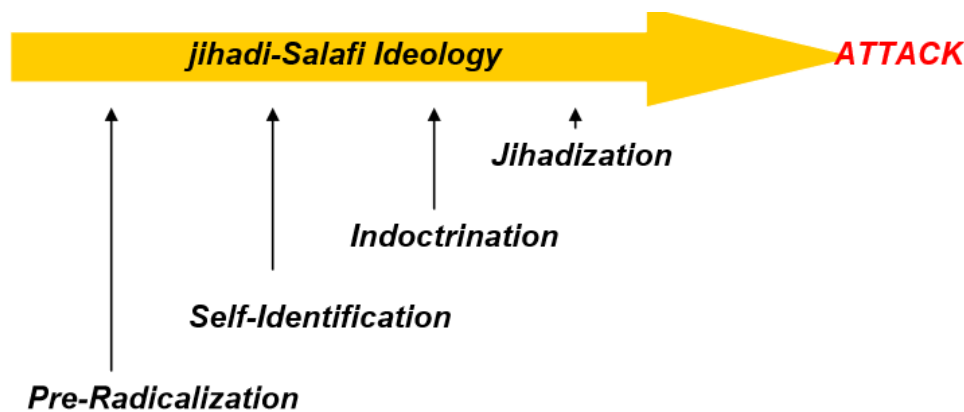 jihadi-Salafi Ideology
ATTACK
Jihadization
Indoctrination
Self-Identification
Pre-Radicalization